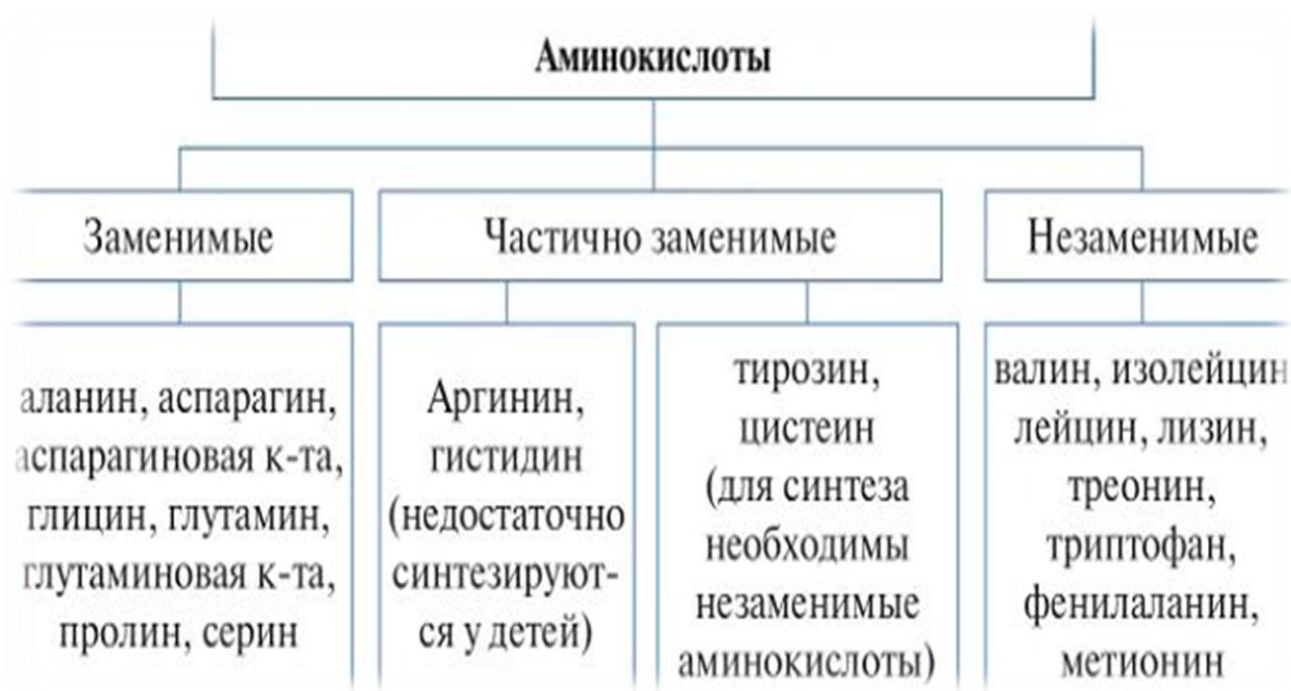 Аминокислоты
Заменимые
Частично заменимые
Незаменимые
аланин, аспарагин,
аспарагиновая к-та,
глицин, глутамин,
глутаминовая к-та,
пролин, серин
Аргинин,
гистидин
(недостаточно
синтезируют-
ся у детей)
тирозин,
цистеин
(для синтеза
необходимы
незаменимые
аминокислоты)
валин, изолейцин
лейцин, лизин,
треонин,
триптофан,
фенилаланин,
метионин